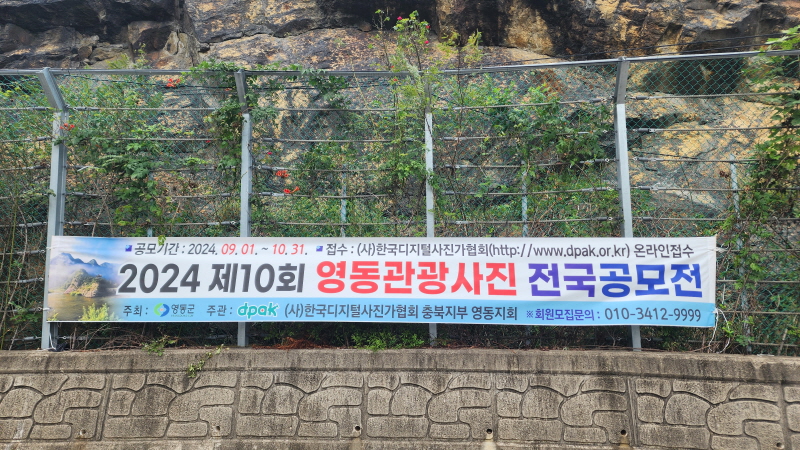 공모기간 : 2024. 09. 01. ~ 10. 31. 접수 : (사)한국디지털사진가협회(http://www.dpak.or.kr) 온라인접수
2024 제10회 영동관광사진 전국공모전
주최 : 영동군 주관 : dpak (사)한국디지털사진가협회 충북지부 영동지회 ※회원모집문의 : 010-3412-9999